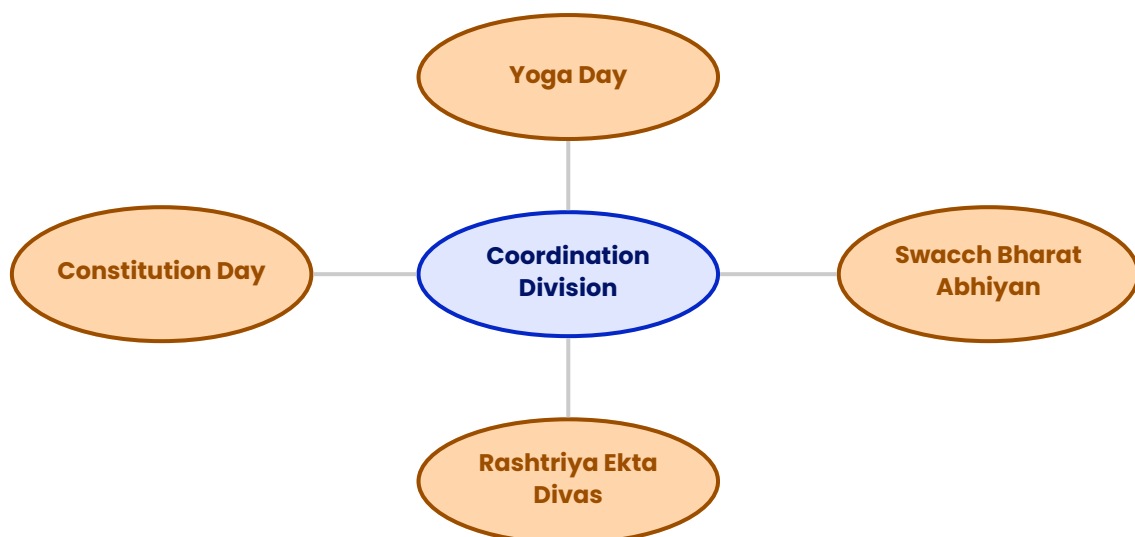 Yoga Day
Constitution Day
Coordination
Division
Swacch Bharat
Abhiyan
Rashtriya Ekta
Divas